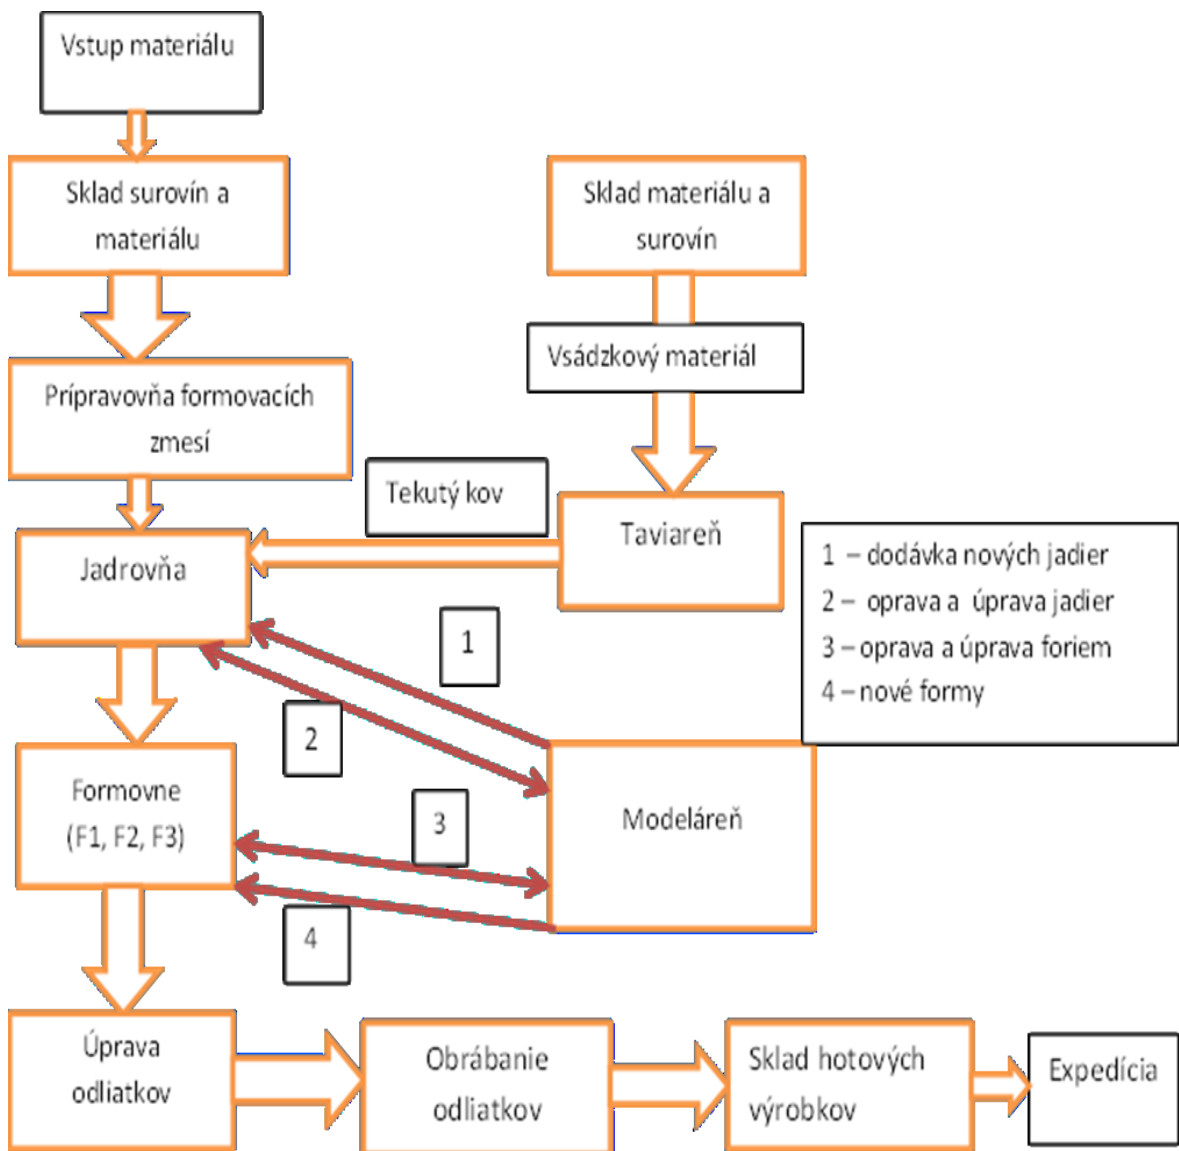 Vstup materiálu
Sklad surovín a
materiálu
Sklad materiálu a
surovín
Vsádzkový materiál
Prípravovňa formovacích
zmesí
Tekutý kov
Taviareň
Jadrovňa
1 – dodávka nových jadier
2 – oprava a úprava jadier
3 – oprava a úprava foriem
4 – nové formy
1
2
Formovne
(F1, F2, F3)
3
Modeláreň
4
Úprava
odliatkov
Obrábanie
odliatkov
Sklad hotových
výrobkov
Expedícia